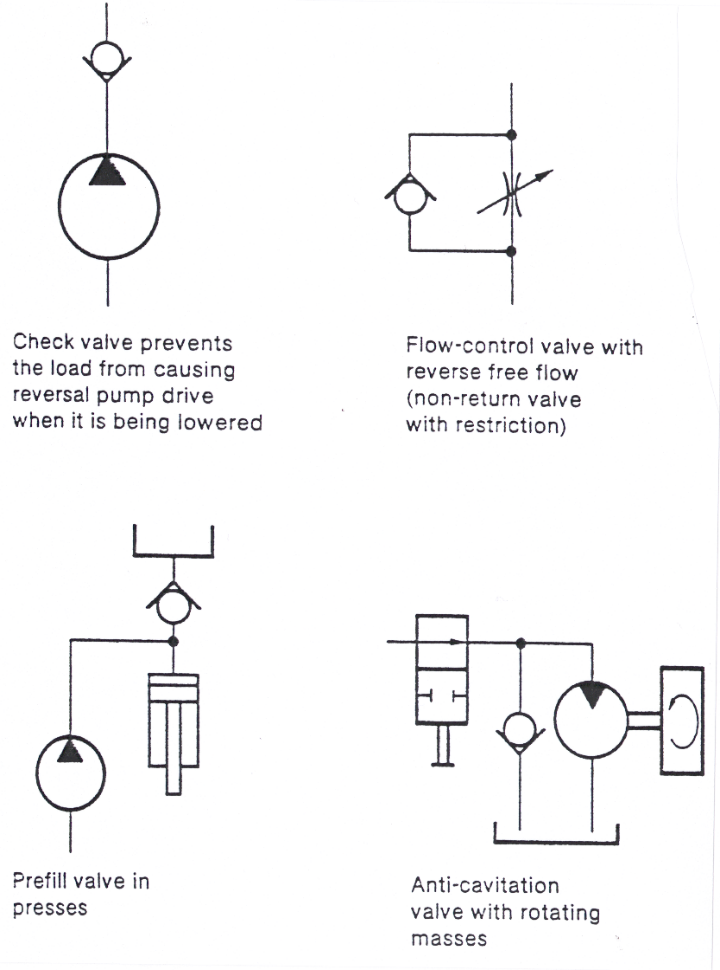 Check valve prevents
the load from causing
reversal pump drive
when it is being lowered
Flow-control valve with
reverse free flow
(non-return valve
with restriction)
Prefill valve in
presses
Anti-cavitation
valve with rotating
masses